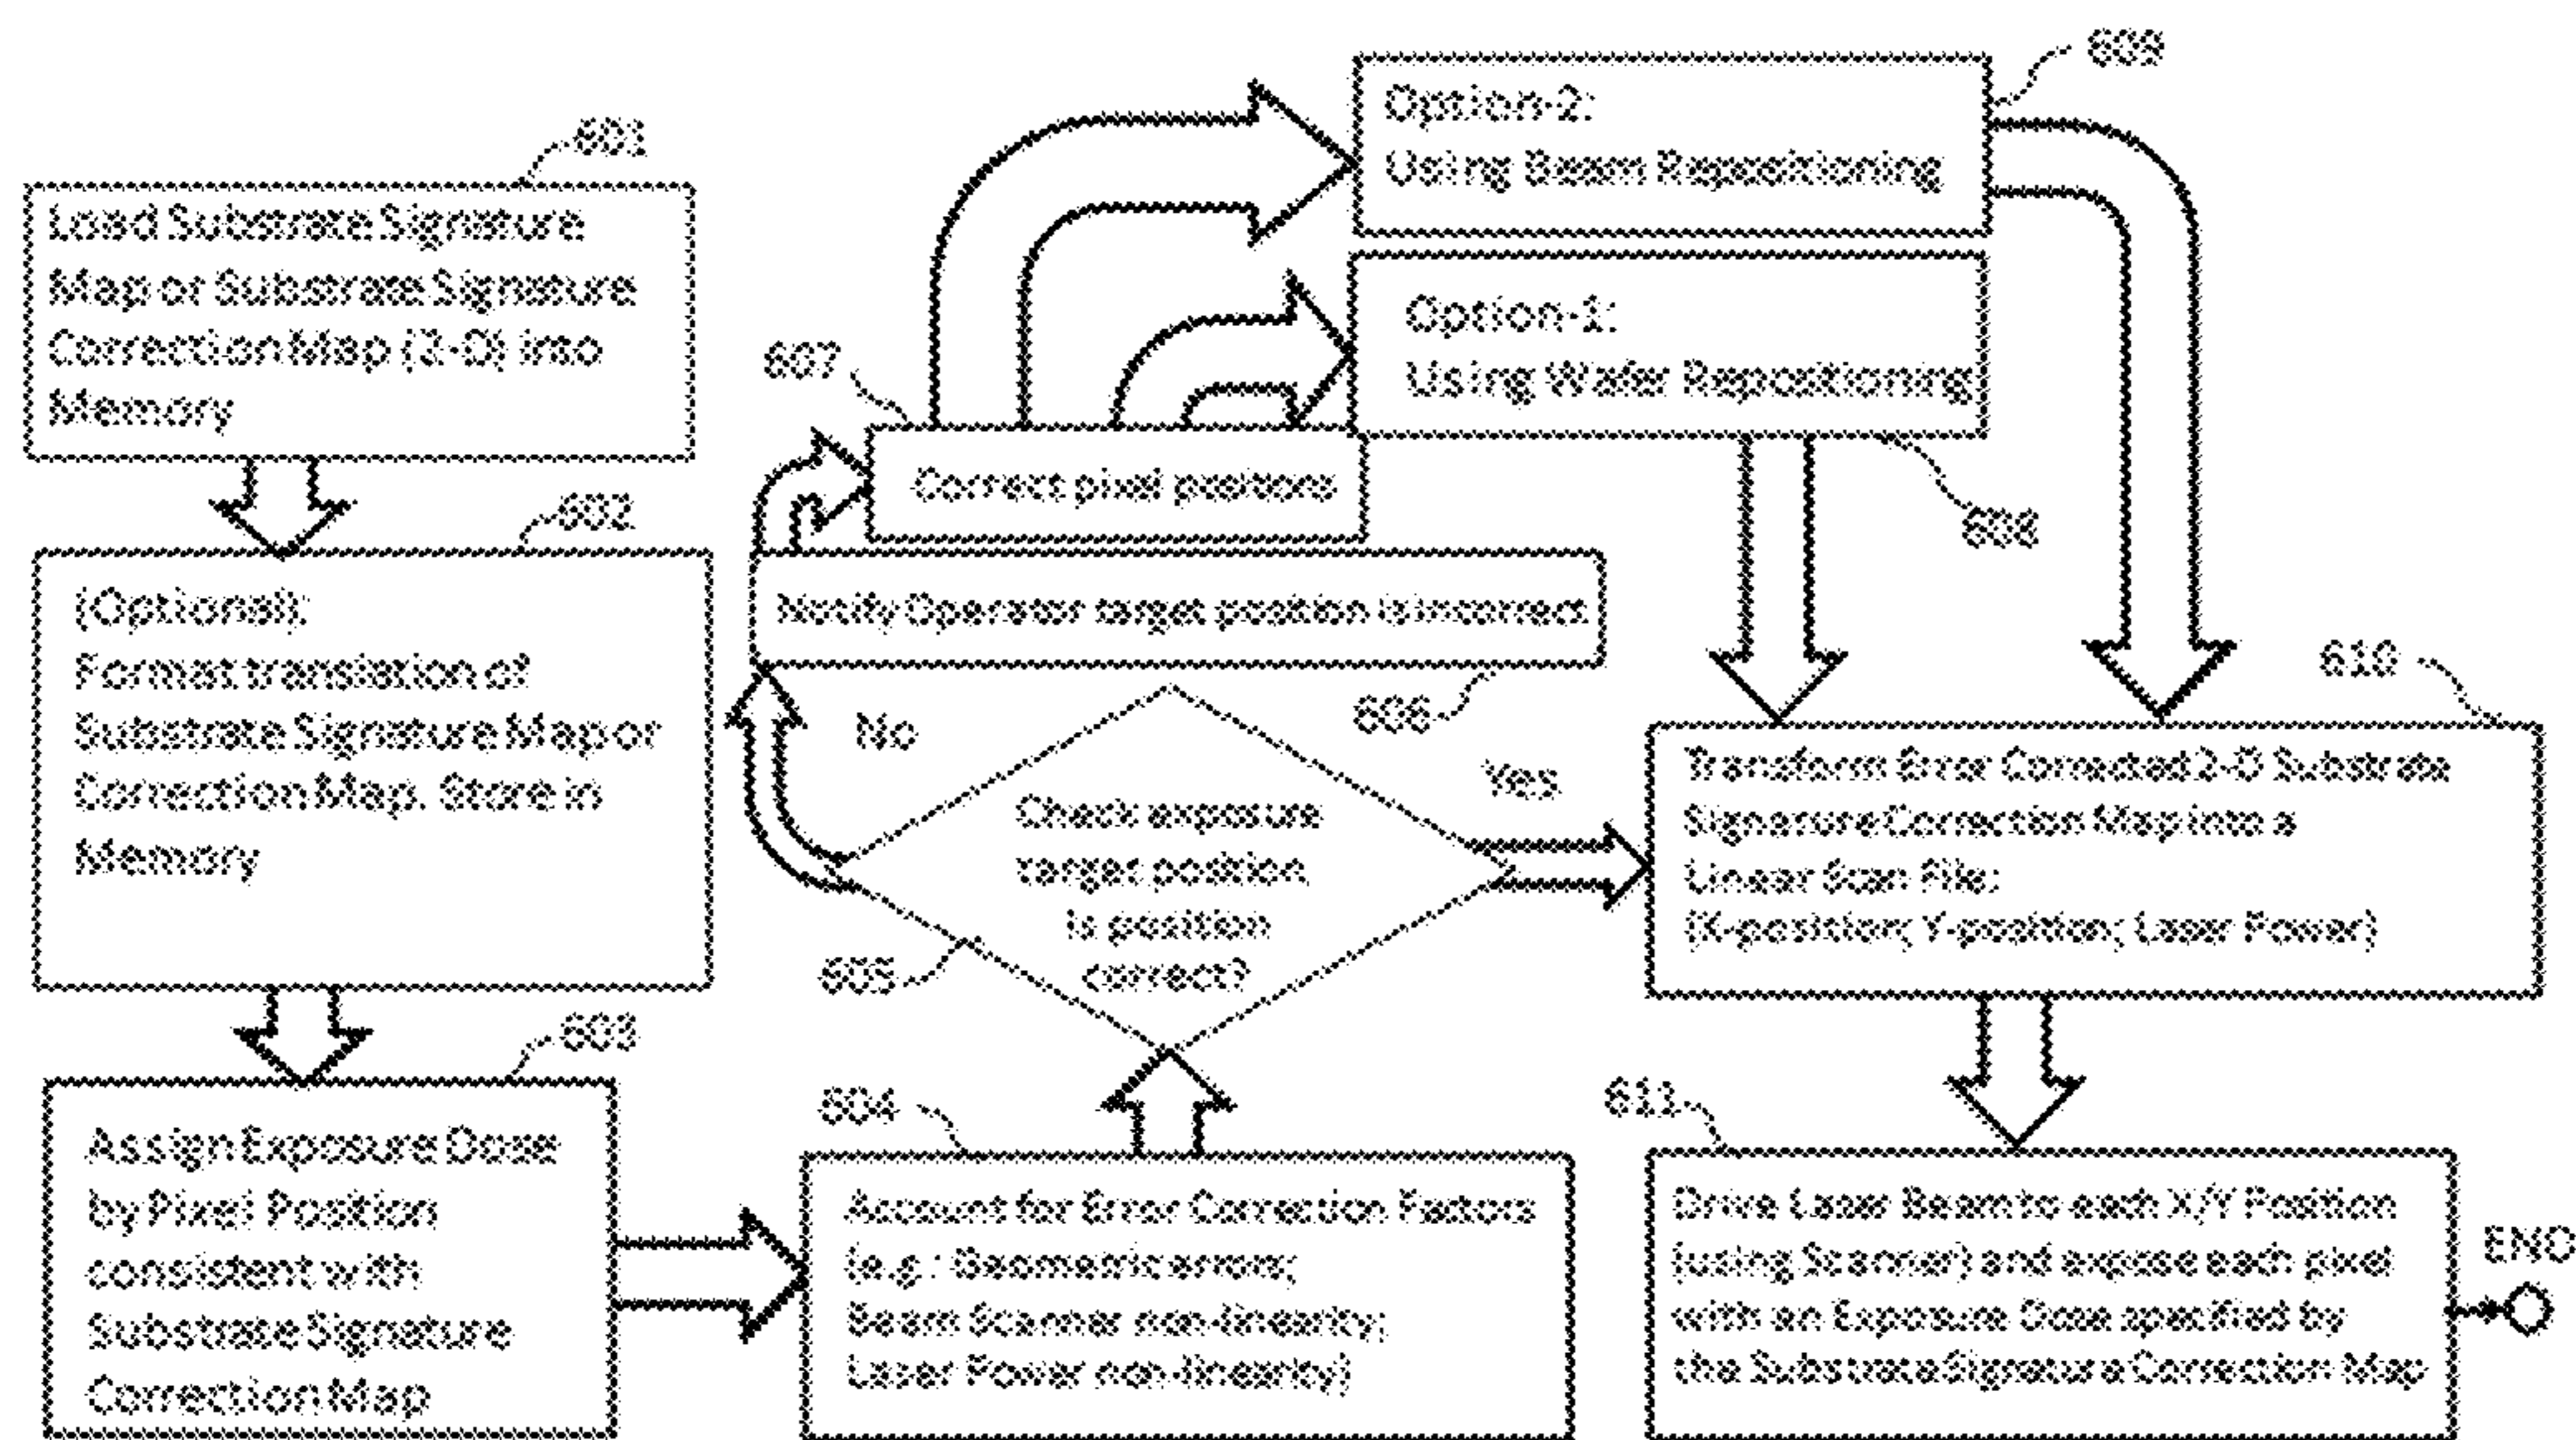 601
Load Substrate Signature
Map or Substrate Signature
Correction Map (2-D) into
Memory
602
(Optional):
Format translation of
Substrate Signature Map or
Correction Map. Store in
Memory
603
Assign Exposure Dose
by Pixel Position
consistent with
Substrate Signature
Correction Map
604
Account for Error Correction Factors
(e.g.: Geometric errors;
Beam Scanner non-linearity;
Laser Power non-linearity)
605
Check exposure
target position
is position
correct?
No
Yes
606
Notify Operator target position is incorrect
607
Correct pixel positions
608
Option-1:
Using Wafer Repositioning
609
Option-2:
Using Beam Repositioning
610
Transform Error Corrected 2-D Substrate
Signature Correction Map into a
Linear Scan File:
(X-position; Y-position; Laser Power)
611
Drive Laser Beam to each X/Y Position
(using Scanner) and expose each pixel
with an Exposure Dose specified by
the Substrate Signature Correction Map
END